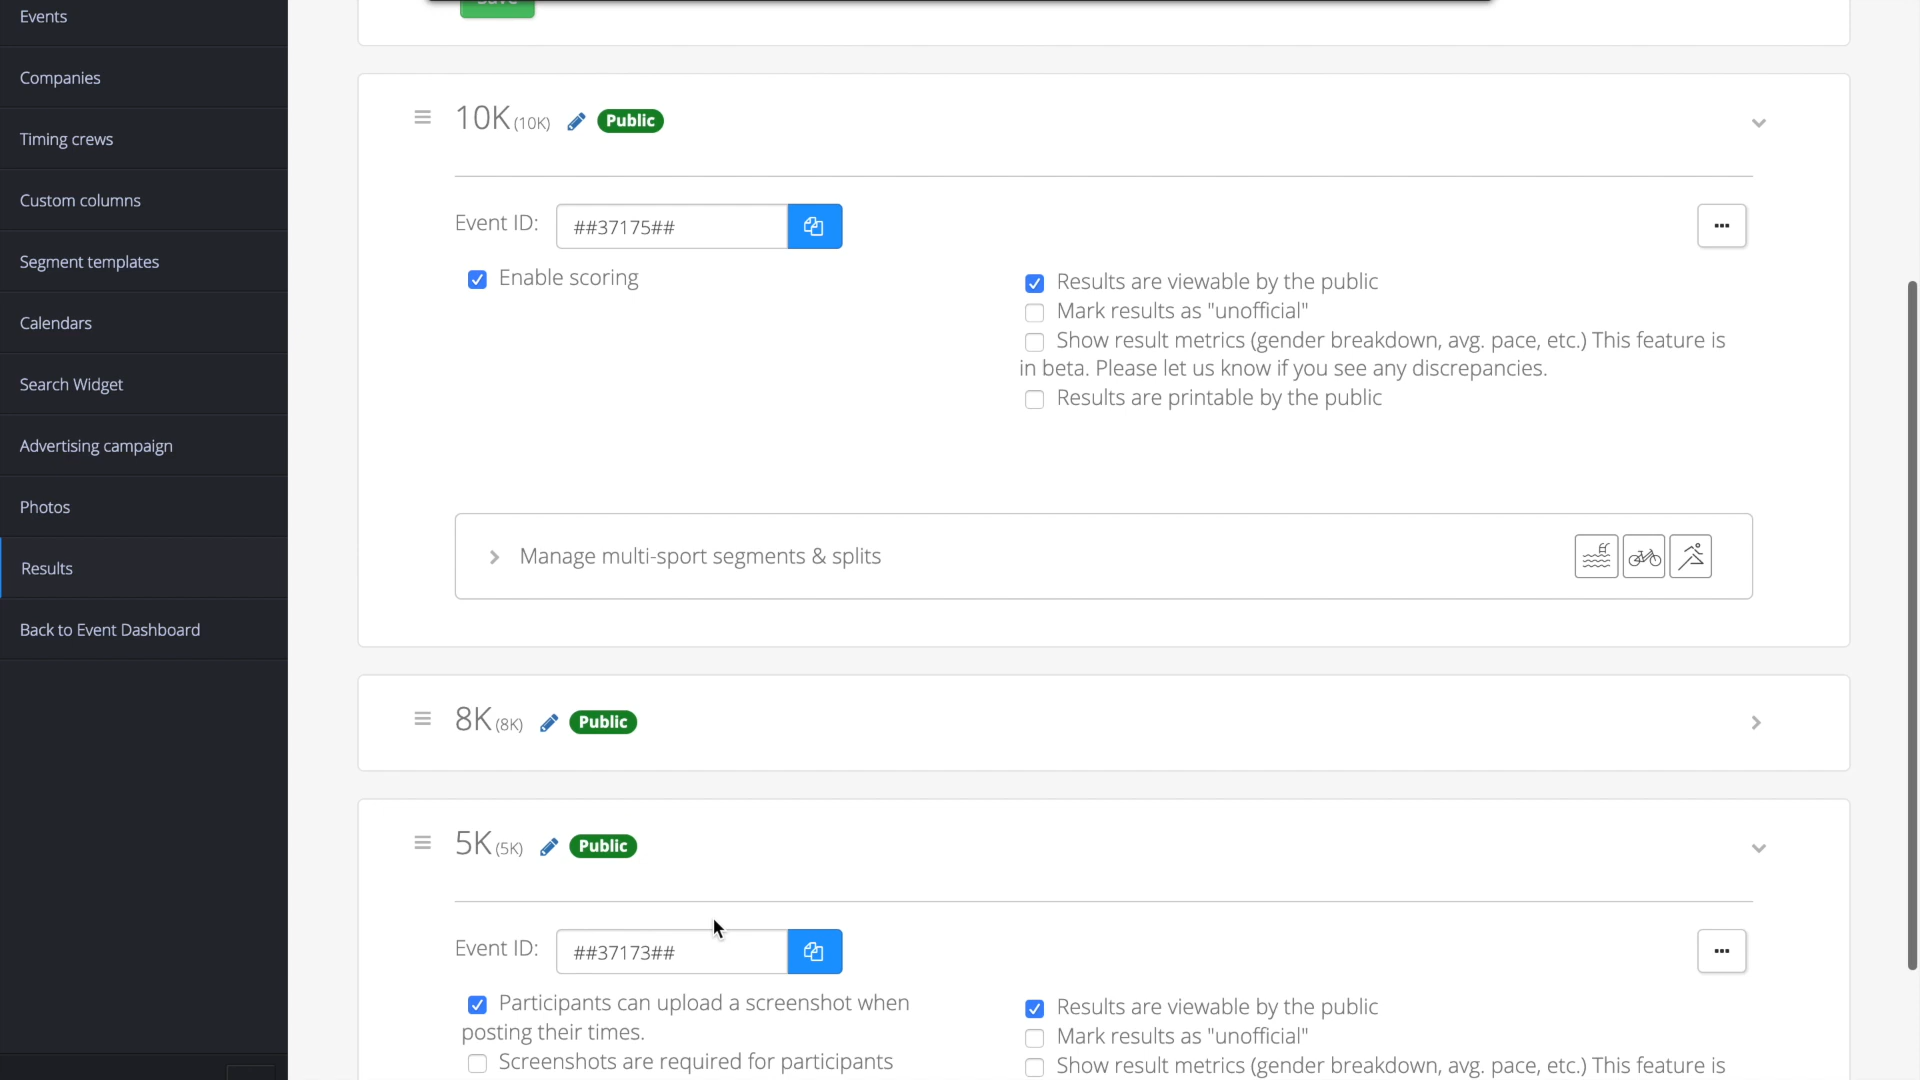 Events
Companies
Timing crews
Custom columns
Segment templates
Calendars
Search Widget
Advertising campaign
Photos
Results
Back to Event Dashboard
10K (10K) Public
Event ID: ##37175##
Enable scoring
Results are viewable by the public
Mark results as "unofficial"
Show result metrics (gender breakdown, avg. pace, etc.) This feature is
in beta. Please let us know if you see any discrepancies.
Results are printable by the public
Manage multi-sport segments & splits
8K (8K) Public
5K (5K) Public
Event ID: ##37173##
Participants can upload a screenshot when
posting their times.
Screenshots are required for participants
Results are viewable by the public
Mark results as "unofficial"
Show result metrics (gender breakdown, avg. pace, etc.) This feature is